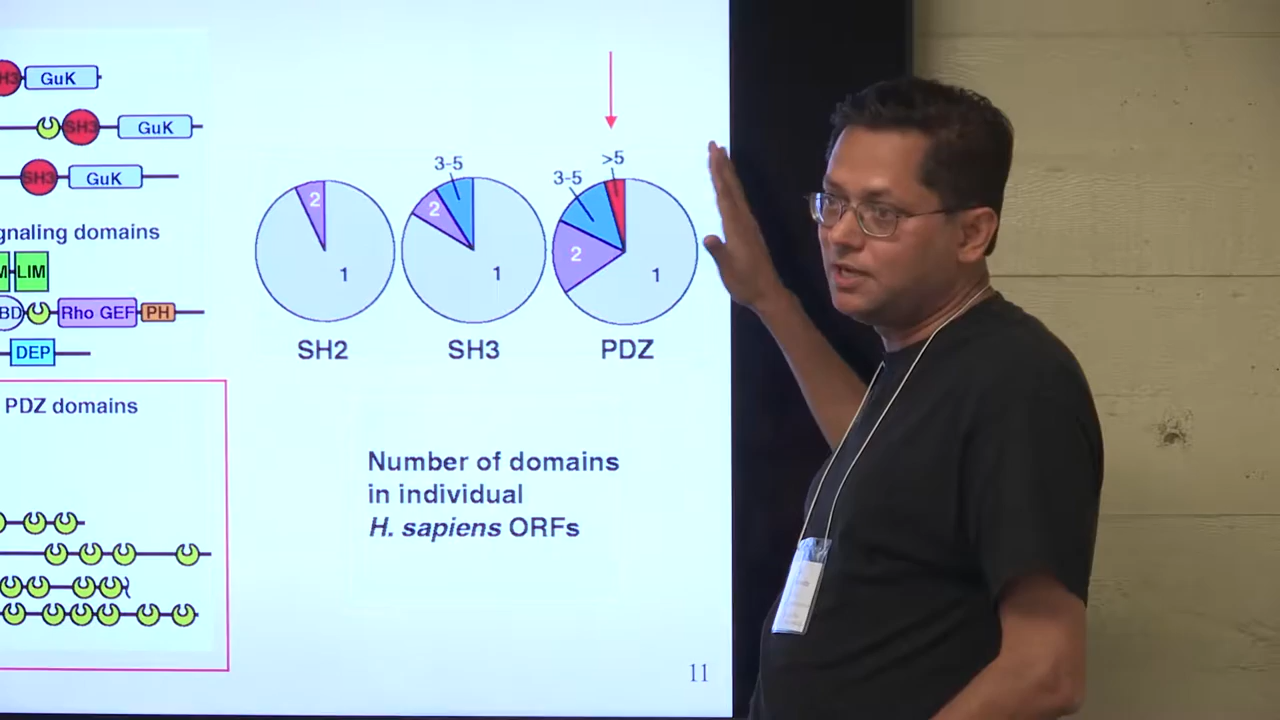 GuK
SH3 GuK
SH3 GuK
gnaling domains
LIM
BD Rho GEF PH
DEP
PDZ domains
3-5 3-5 >5
2 2 2
1 1 1
SH2 SH3 PDZ
Number of domains
in individual
H. sapiens ORFs
11